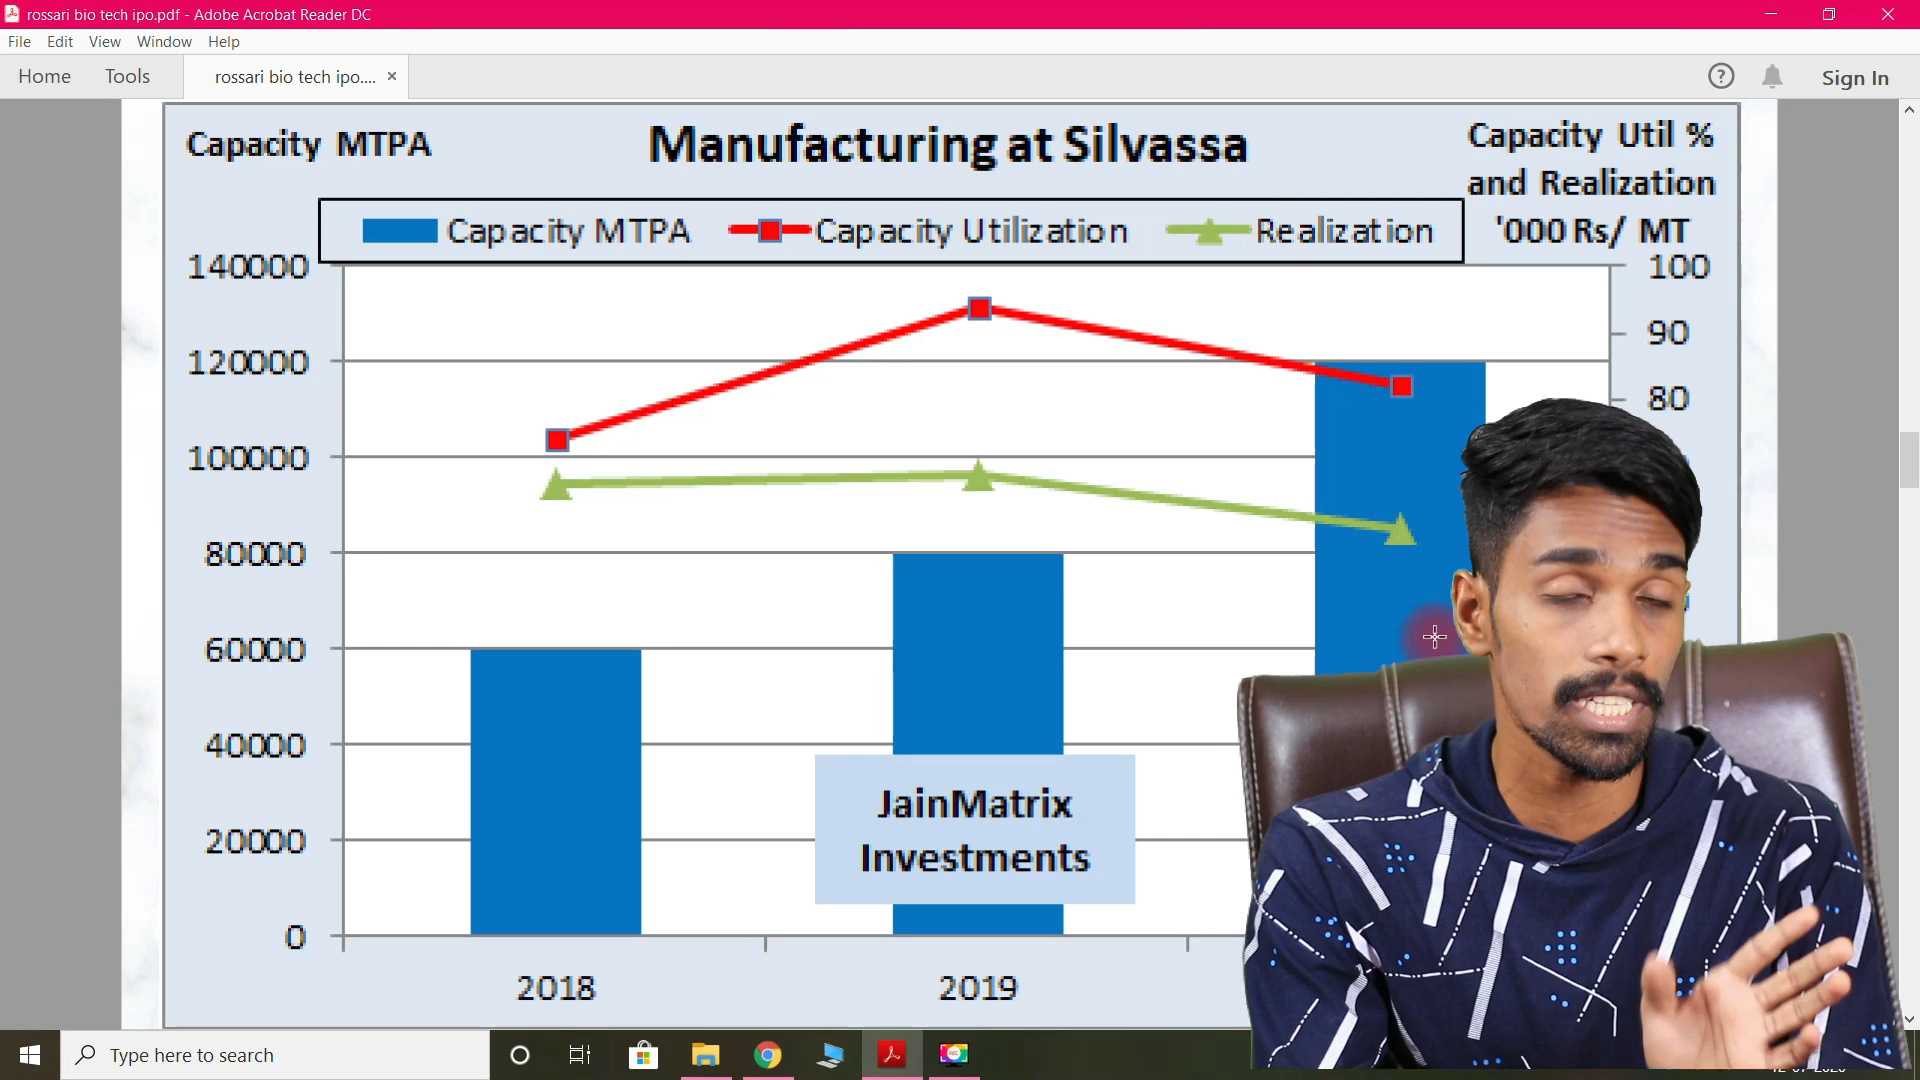 rossari bio tech ipo.pdf - Adobe Acrobat Reader DC
File Edit View Window Help
Home Tools rossari bio tech ipo.... × ? Sign In
Capacity MTPA
Manufacturing at Silvassa
Capacity Util %
and Realization
'000 Rs/ MT
Capacity MTPA Capacity Utilization Realization
140000
120000
100000
80000
60000
40000
20000
0
100
90
80
JainMatrix
Investments
2018 2019
Type here to search